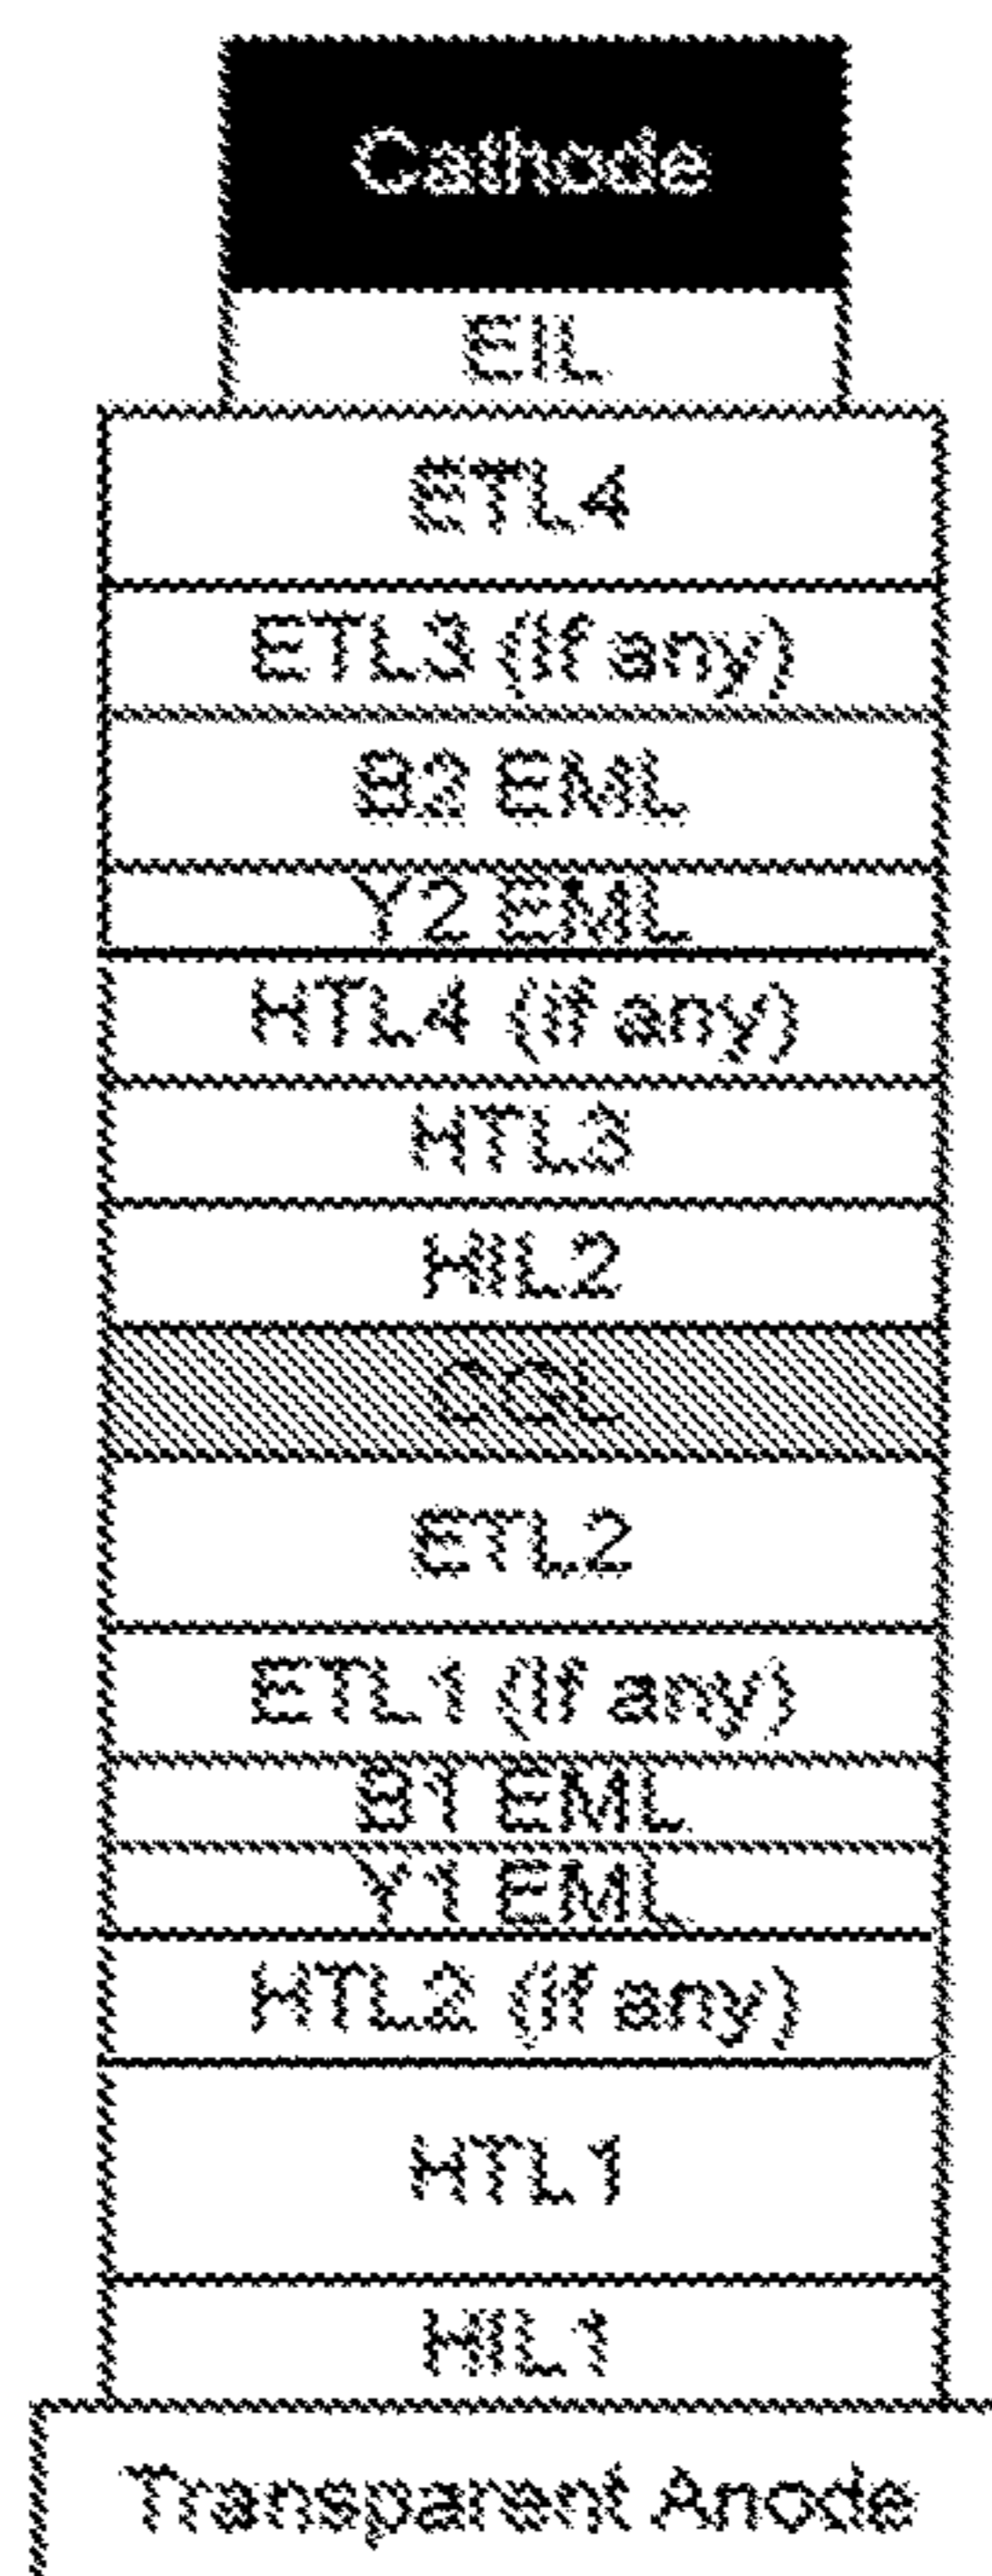 Cathode
EIL
ETL4
ETL3 (if any)
B2 EML
Y2 EML
HTL4 (if any)
HTL3
HIL2
CGL
ETL2
ETL1 (if any)
B1 EML
Y1 EML
HTL2 (if any)
HTL1
HIL1
Transparent Anode